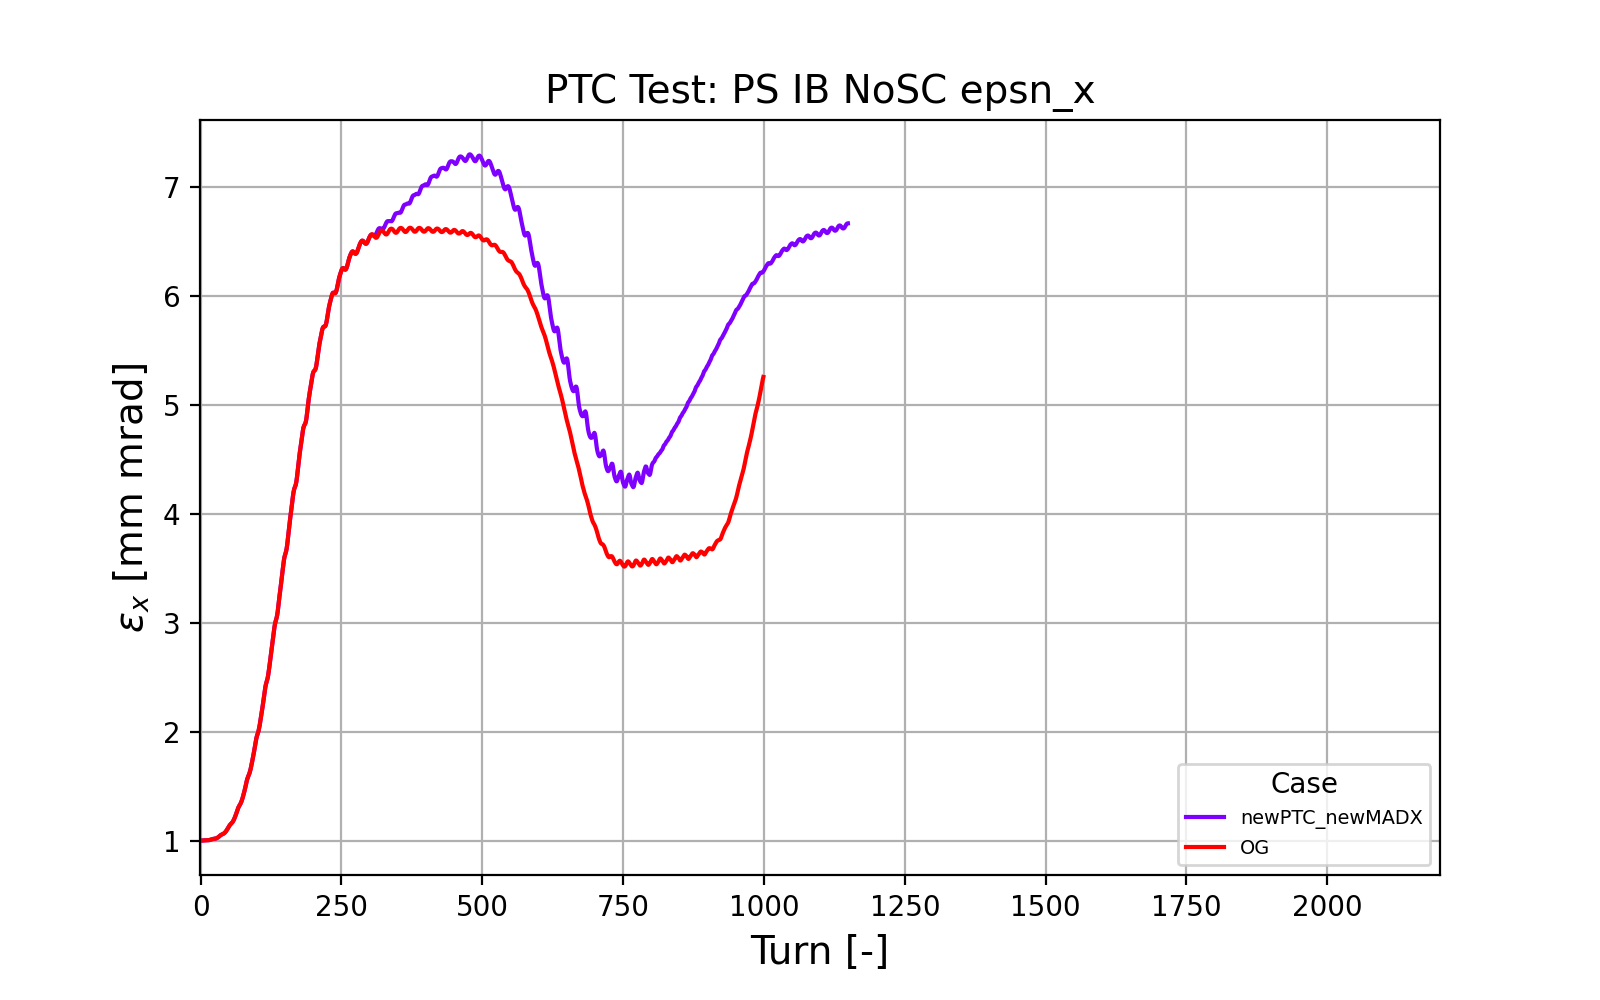 PTC Test: PS IB NoSC epsn_x
7
6
5
4
3
2
1
εₓ [mm mrad]
0 250 500 750 1000 1250 1500 1750 2000
Turn [-]
Case
newPTC_newMADX
OG